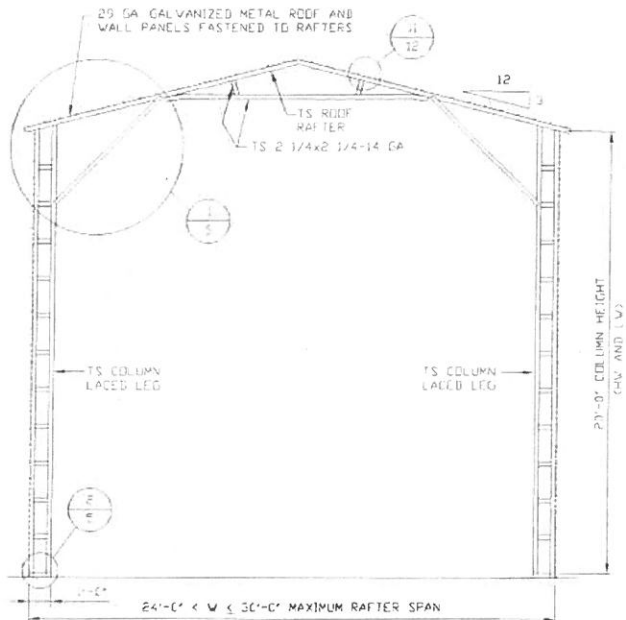 29 GA GALVANIZED METAL ROOF AND
WALL PANELS FASTENED TO RAFTERS
12
12
3
TS ROOF
RAFTER
TS 2 1/4x2 1/4-14 GA
5
TS COLUMN
LACED LEG
TS COLUMN
LACED LEG
20'-0" COLUMN HEIGHT
24'-0" < W ≤ 30'-0" MAXIMUM RAFTER SPAN